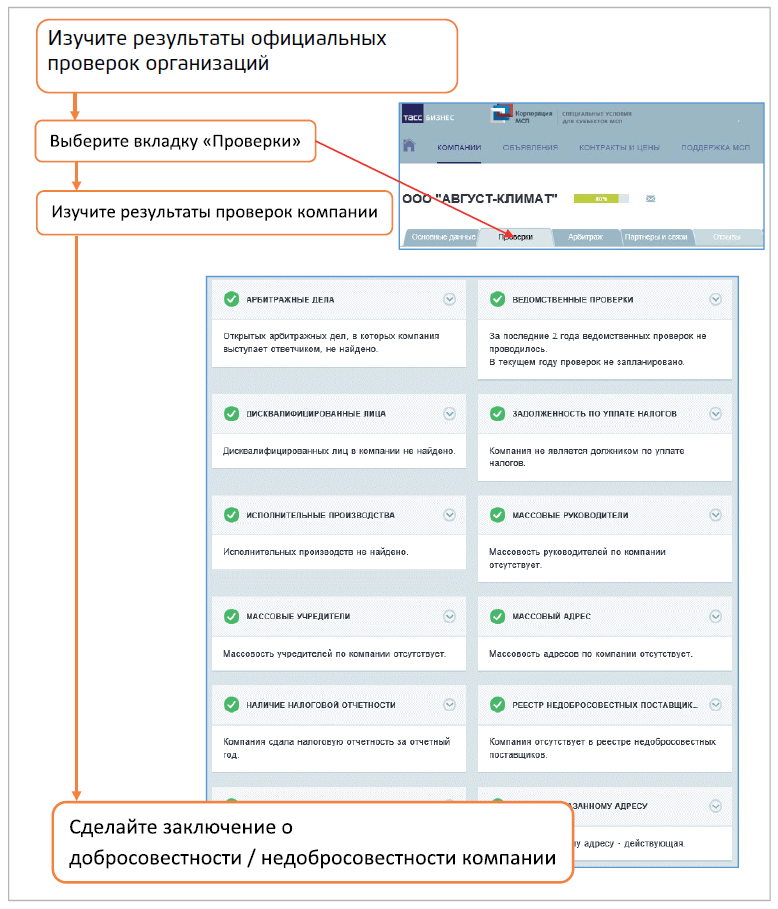 Изучите результаты официальных
проверок организаций
Выберите вкладку «Проверки»
Изучите результаты проверок компании
ТАСС БИЗНЕС
Корпорация
МСП
СПЕЦИАЛЬНЫЕ УСЛОВИЯ
ДЛЯ СУБЪЕКТОВ МСП
КОМПАНИИ ОБЪЯВЛЕНИЯ КОНТРАКТЫ И ЦЕНЫ ПОДДЕРЖКА МСП
ООО "АВГУСТ-КЛИМАТ" 80%
Основные данные Проверки Арбитраж Партнеры и связи Отзывы
АРБИТРАЖНЫЕ ДЕЛА
Открытых арбитражных дел, в которых компания
выступает ответчиком, не найдено.
ВЕДОМСТВЕННЫЕ ПРОВЕРКИ
За последние 2 года ведомственных проверок не
проводилось.
В текущем году проверок не запланировано.
ДИСКВАЛИФИЦИРОВАННЫЕ ЛИЦА
Дисквалифицированных лиц в компании не найдено.
ЗАДОЛЖЕННОСТЬ ПО УПЛАТЕ НАЛОГОВ
Компания не является должником по уплате
налогов.
ИСПОЛНИТЕЛЬНЫЕ ПРОИЗВОДСТВА
Исполнительных производств не найдено.
МАССОВЫЕ РУКОВОДИТЕЛИ
Массовость руководителей по компании
отсутствует.
МАССОВЫЕ УЧРЕДИТЕЛИ
Массовость учредителей по компании отсутствует.
МАССОВЫЙ АДРЕС
Массовость адресов по компании отсутствует.
НАЛИЧИЕ НАЛОГОВОЙ ОТЧЕТНОСТИ
Компания сдала налоговую отчетность за отчетный
год.
РЕЕСТР НЕДОБРОСОВЕСТНЫХ ПОСТАВЩИК...
Компания отсутствует в реестре недобросовестных
поставщиков.
АЗАННОМУ АДРЕСУ
му адресу - действующая.
Сделайте заключение о
добросовестности / недобросовестности компании